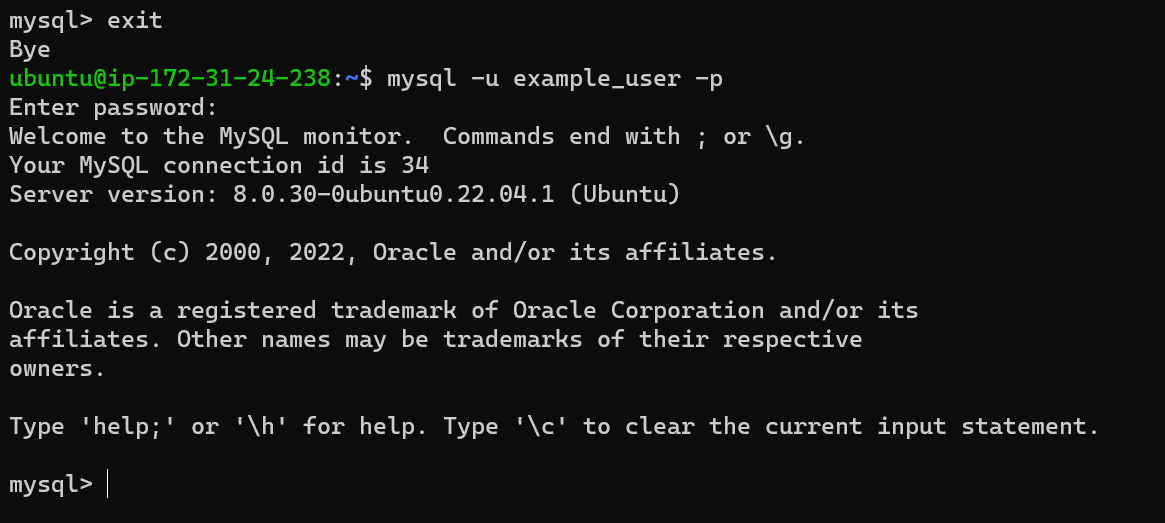 mysql> exit
Bye
ubuntu@ip-172-31-24-238:~$ mysql -u example_user -p
Enter password:
Welcome to the MySQL monitor.  Commands end with ; or \g.
Your MySQL connection id is 34
Server version: 8.0.30-0ubuntu0.22.04.1 (Ubuntu)

Copyright (c) 2000, 2022, Oracle and/or its affiliates.

Oracle is a registered trademark of Oracle Corporation and/or its
affiliates. Other names may be trademarks of their respective
owners.

Type 'help;' or '\h' for help. Type '\c' to clear the current input statement.

mysql>